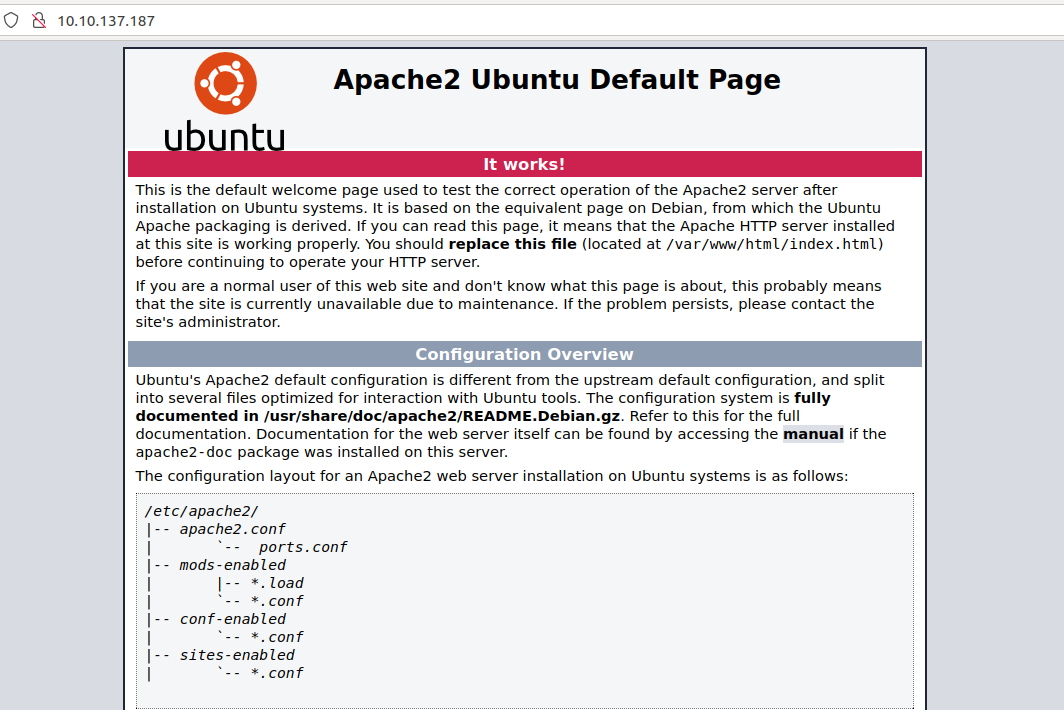 10.10.137.187
Apache2 Ubuntu Default Page
ubuntu
It works!
This is the default welcome page used to test the correct operation of the Apache2 server after
installation on Ubuntu systems. It is based on the equivalent page on Debian, from which the Ubuntu
Apache packaging is derived. If you can read this page, it means that the Apache HTTP server installed
at this site is working properly. You should replace this file (located at /var/www/html/index.html)
before continuing to operate your HTTP server.
If you are a normal user of this web site and don't know what this page is about, this probably means
that the site is currently unavailable due to maintenance. If the problem persists, please contact the
site's administrator.
Configuration Overview
Ubuntu's Apache2 default configuration is different from the upstream default configuration, and split
into several files optimized for interaction with Ubuntu tools. The configuration system is fully
documented in /usr/share/doc/apache2/README.Debian.gz. Refer to this for the full
documentation. Documentation for the web server itself can be found by accessing the manual if the
apache2-doc package was installed on this server.
The configuration layout for an Apache2 web server installation on Ubuntu systems is as follows:
/etc/apache2/
|-- apache2.conf
|       `--  ports.conf
|-- mods-enabled
|       |-- *.load
|       `-- *.conf
|-- conf-enabled
|       `-- *.conf
|-- sites-enabled
|       `-- *.conf